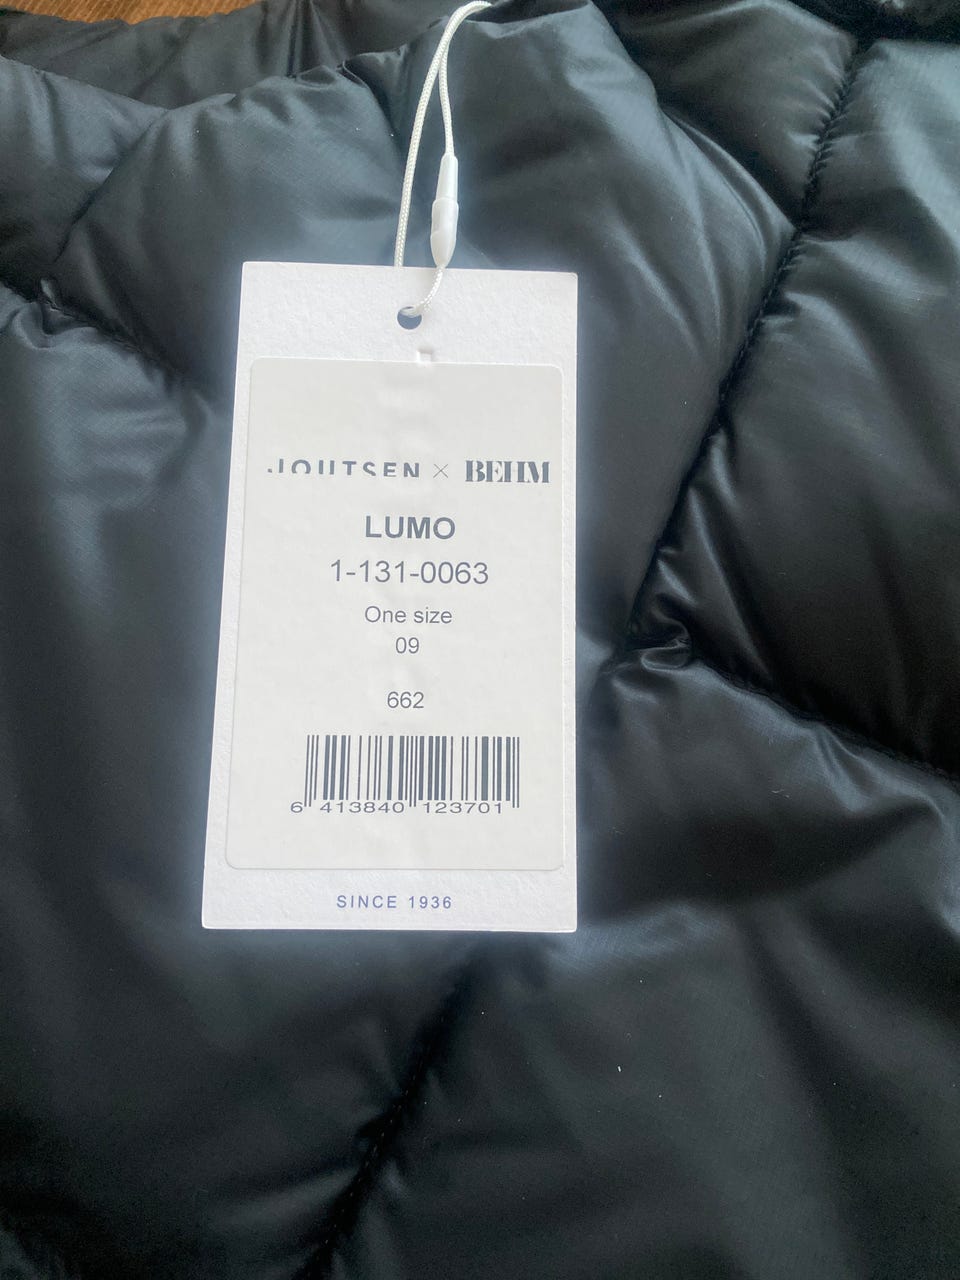 JOUTSEN × BEHM
LUMO
1-131-0063
One size
09
662
6 413840 123701
SINCE 1936